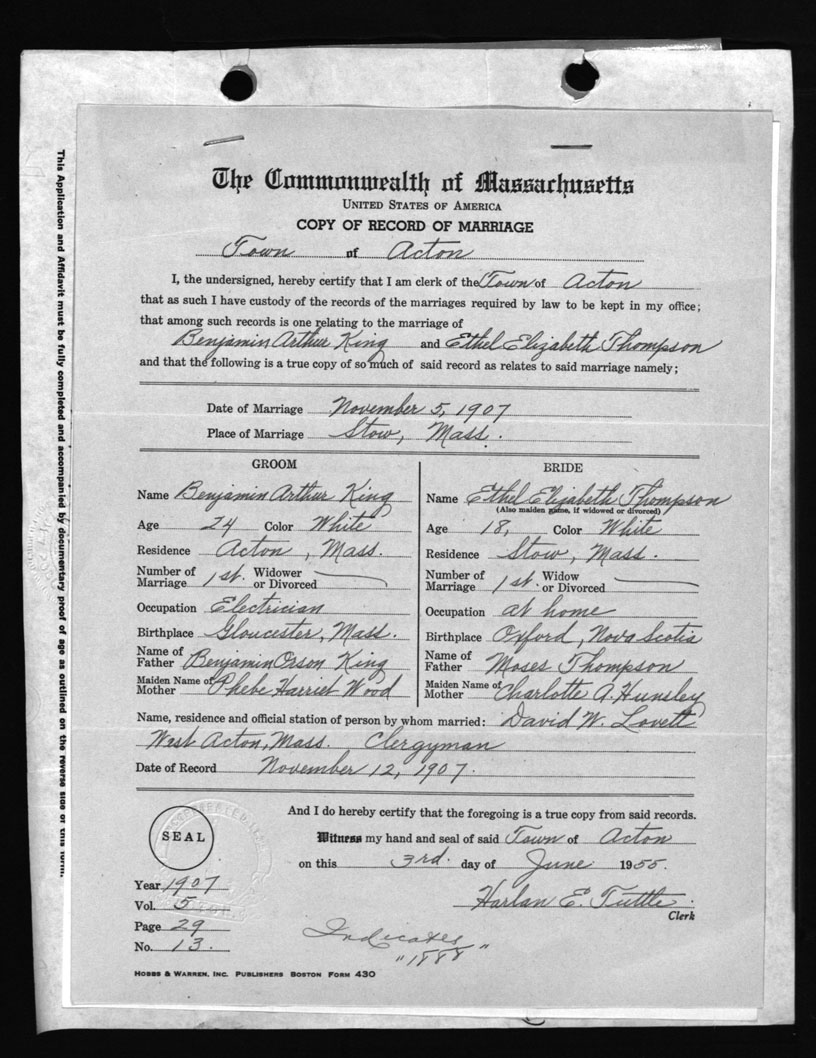 The Commonwealth of Massachusetts
UNITED STATES OF AMERICA
COPY OF RECORD OF MARRIAGE
Town of Acton
I, the undersigned, hereby certify that I am clerk of the Town of Acton
that as such I have custody of the records of the marriages required by law to be kept in my office;
that among such records is one relating to the marriage of
Benjamin Arthur King and Ethel Elizabeth Thompson
and that the following is a true copy of so much of said record as relates to said marriage namely;
Date of Marriage November 5, 1907
Place of Marriage Stow, Mass.
GROOM
Name Benjamin Arthur King
Age 24 Color White
Residence Acton, Mass.
Number of Marriage 1st. Widower or Divorced
Occupation Electrician
Birthplace Gloucester, Mass.
Name of Father Benjamin Orson King
Maiden Name of Mother Phebe Harriet Wood
BRIDE
Name Ethel Elizabeth Thompson
(Also maiden name, if widowed or divorced)
Age 18, Color White
Residence Stow, Mass.
Number of Marriage 1st. Widow or Divorced
Occupation at home
Birthplace Oxford, Nova Scotia
Name of Father Moses Thompson
Maiden Name of Mother Charlotte A. Hunsley
Name, residence and official station of person by whom married: David W. Lovett
West Acton, Mass. Clergyman
Date of Record November 12, 1907.
And I do hereby certify that the foregoing is a true copy from said records.
SEAL
Witness my hand and seal of said Town of Acton
on this 3rd. day of June 1955.
Harlan E. Tuttle
Clerk
Year 1907
Vol. 5
Page 29
No. 13.
Indicates
"1888"
HOBBS & WARREN, INC. PUBLISHERS BOSTON FORM 430
This Application and Affidavit must be fully completed and accompanied by documentary proof of age as outlined on the reverse side of this form.